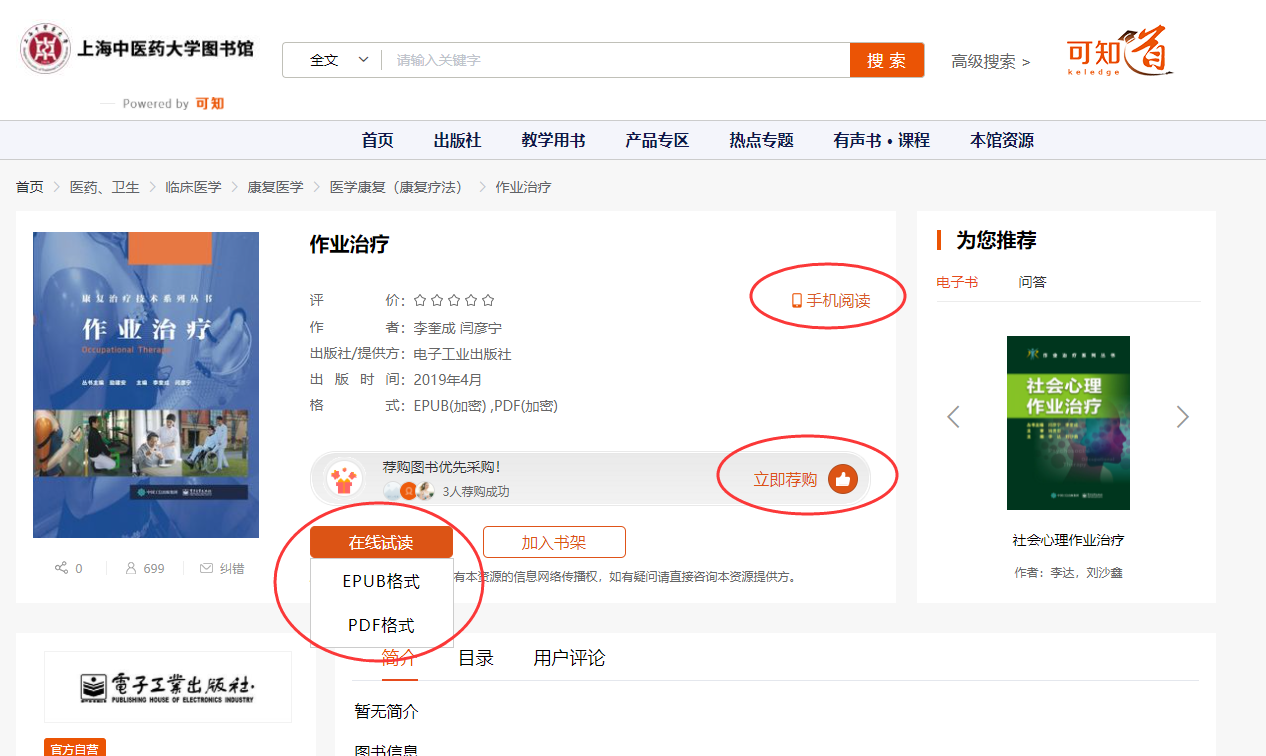 上海中医药大学图书馆
Powered by 可知
全文
请输入关键字
搜 索
高级搜索 >
可知道
keledge
首页 出版社 教学用书 产品专区 热点专题 有声书 • 课程 本馆资源
首页 > 医药、卫生 > 临床医学 > 康复医学 > 医学康复（康复疗法） > 作业治疗
康复治疗技术系列丛书
作业治疗
Occupational Therapy
0
699
纠错
作业治疗
评 价：
作 者：李奎成 闫彦宁
出版社/提供方：电子工业出版社
出 版 时 间：2019年4月
格 式：EPUB(加密) ,PDF(加密)
手机阅读
荐购图书优先采购！
3人荐购成功
立即荐购
在线试读
加入书架
EPUB格式
有本资源的信息网络传播权，如有疑问请直接咨询本资源提供方。
PDF格式
为您推荐
电子书 问答
作业治疗系列丛书
社会心理
作业治疗
社会心理作业治疗
作者：李达，刘沙鑫
電子工業出版社·
PUBLISHING HOUSE OF ELECTRONICS INDUSTRY
官方自营
简介 目录 用户评论
暂无简介
图书信息